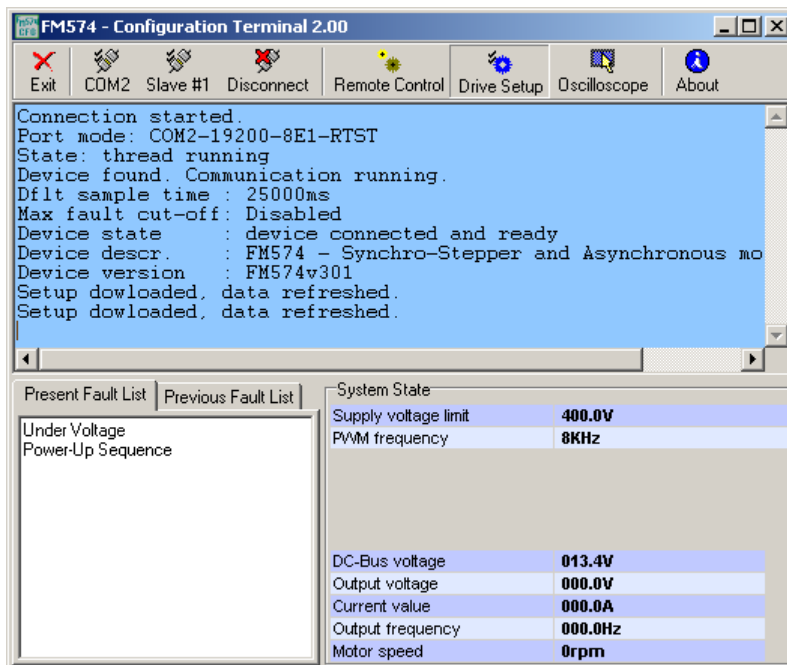 FM574 - Configuration Terminal 2.00
Exit COM2 Slave #1 Disconnect Remote Control Drive Setup Oscilloscope About
Connection started.
Port mode: COM2-19200-8E1-RTST
State: thread running
Device found. Communication running.
Dflt sample time : 25000ms
Max fault cut-off: Disabled
Device state : device connected and ready
Device descr. : FM574 - Synchro-Stepper and Asynchronous mo
Device version : FM574v301
Setup dowloaded, data refreshed.
Setup dowloaded, data refreshed.
Present Fault List Previous Fault List
Under Voltage
Power-Up Sequence
System State
Supply voltage limit 400.0V
PWM frequency 8KHz
DC-Bus voltage 013.4V
Output voltage 000.0V
Current value 000.0A
Output frequency 000.0Hz
Motor speed 0rpm